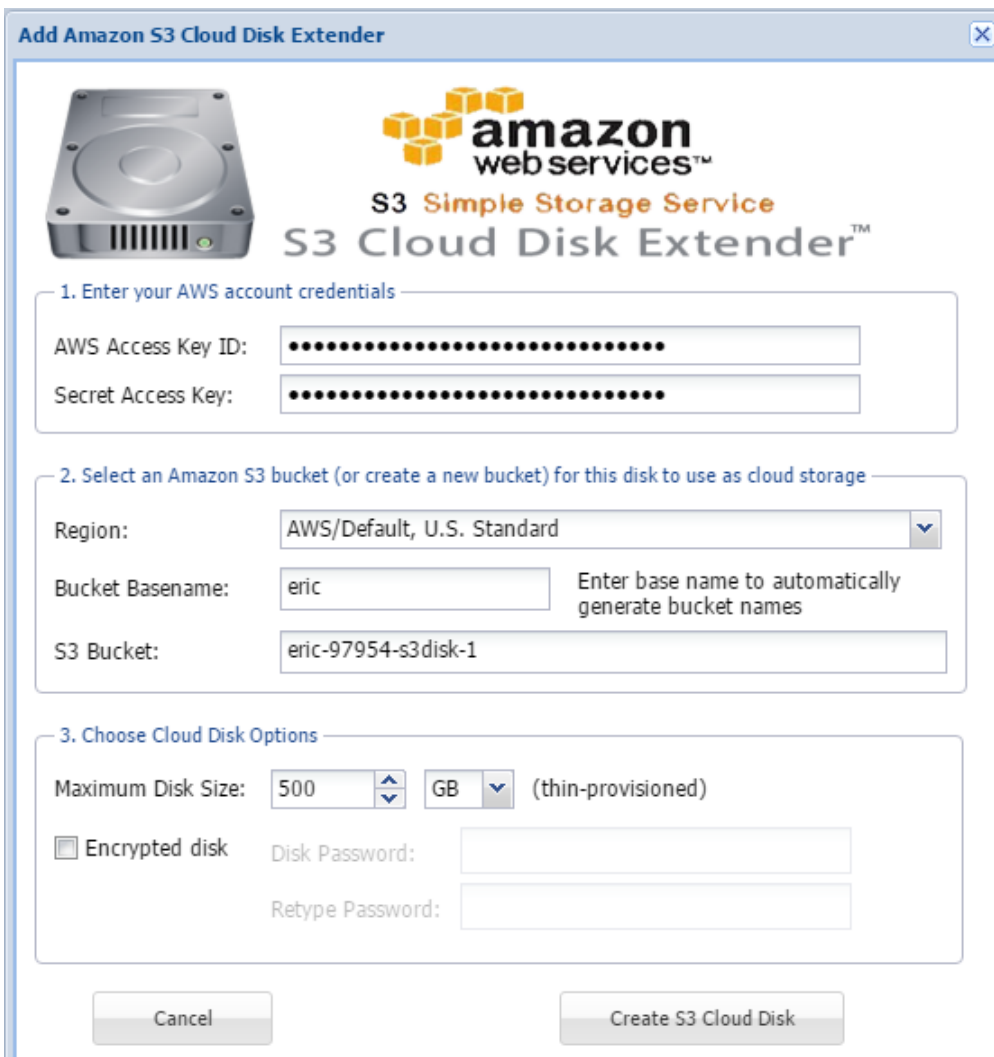 Add Amazon S3 Cloud Disk Extender
amazon
web services™
S3 Simple Storage Service
S3 Cloud Disk Extender™
1. Enter your AWS account credentials
AWS Access Key ID: ••••••••••••••••••••••••••••••
Secret Access Key: ••••••••••••••••••••••••••••••
2. Select an Amazon S3 bucket (or create a new bucket) for this disk to use as cloud storage
Region: AWS/Default, U.S. Standard
Bucket Basename: eric Enter base name to automatically
generate bucket names
S3 Bucket: eric-97954-s3disk-1
3. Choose Cloud Disk Options
Maximum Disk Size: 500 GB (thin-provisioned)
Encrypted disk Disk Password:
Retype Password:
Cancel Create S3 Cloud Disk